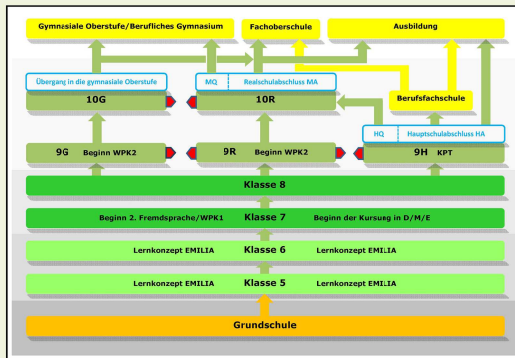 Gymnasiale Oberstufe/Berufliches Gymnasium
Fachoberschule
Ausbildung
Übergang in die gymnasiale Oberstufe
MQ Realschulabschluss MA
10G
10R
Berufsfachschule
HQ Hauptschulabschluss HA
9G Beginn WPK2
9R Beginn WPK2
9H KPT
Klasse 8
Beginn 2. Fremdsprache/WPK1 Klasse 7 Beginn der Kursung in D/M/E
Lernkonzept EMILIA Klasse 6 Lernkonzept EMILIA
Lernkonzept EMILIA Klasse 5 Lernkonzept EMILIA
Grundschule